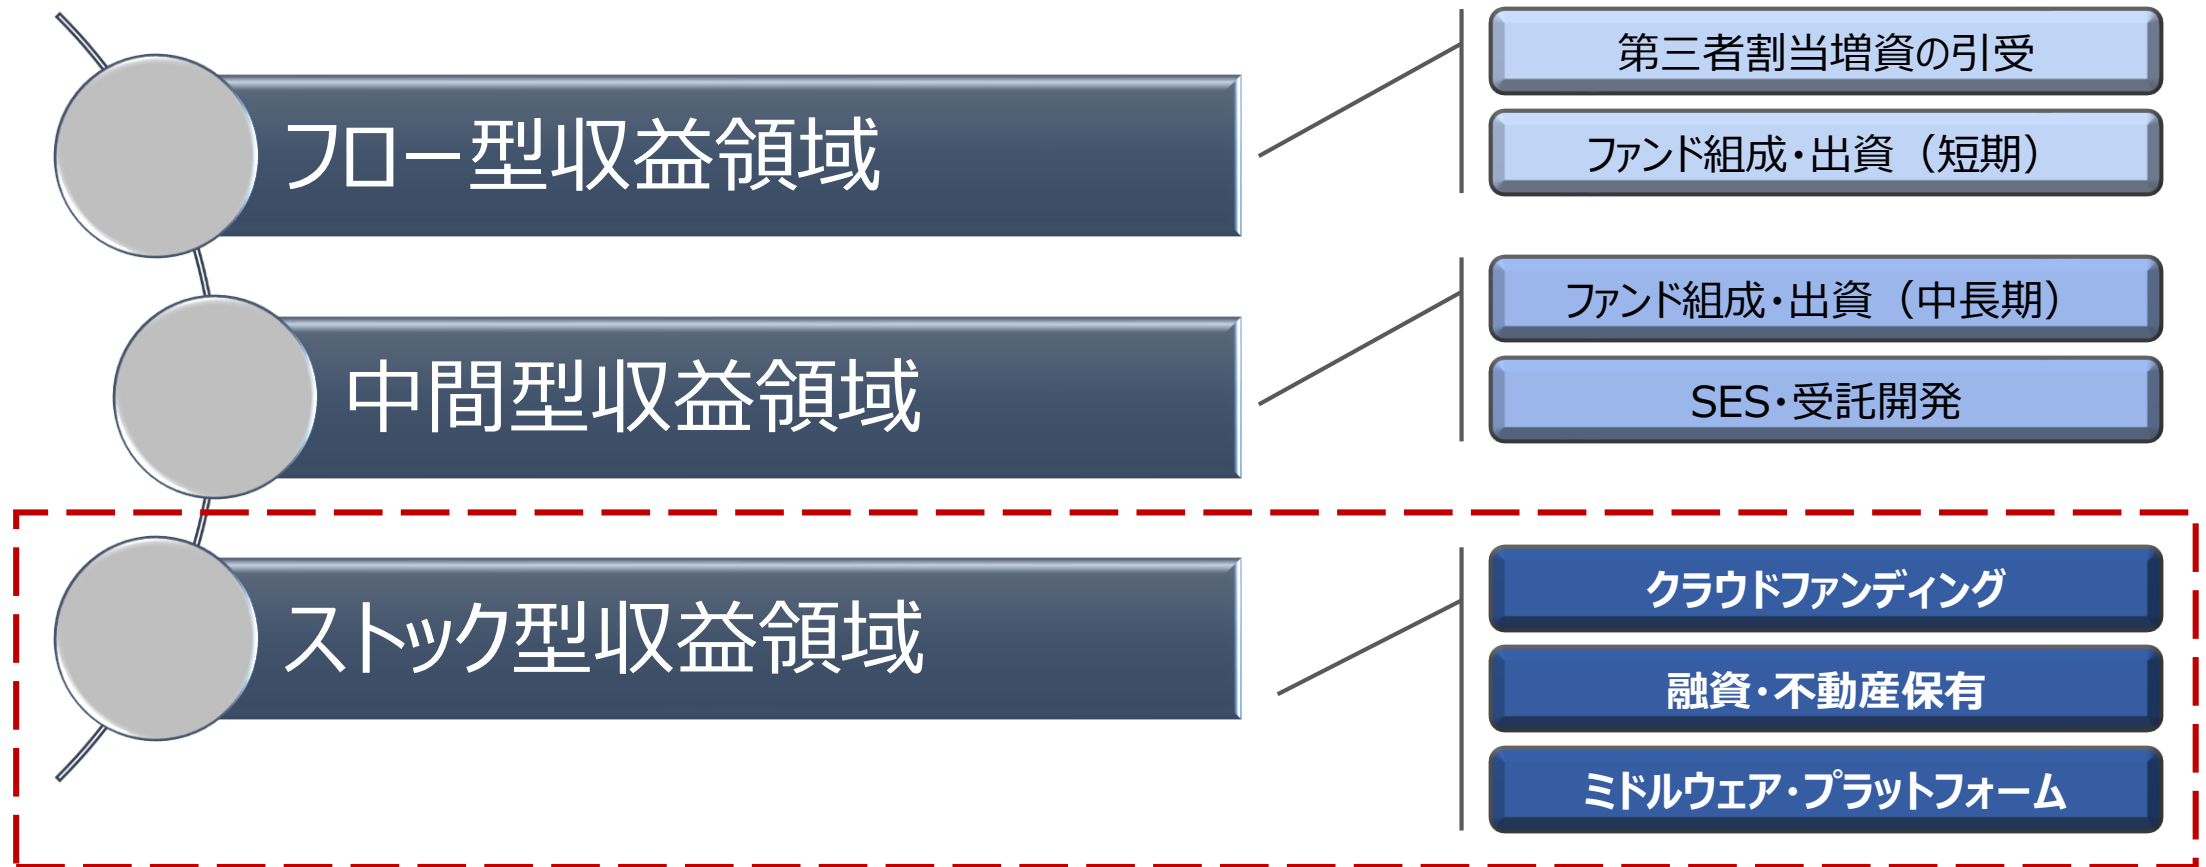 フロー型収益領域
第三者割当増資の引受
ファンド組成・出資（短期）
中間型収益領域
ファンド組成・出資（中長期）
SES・受託開発
ストック型収益領域
クラウドファンディング
融資・不動産保有
ミドルウェア・プラットフォーム